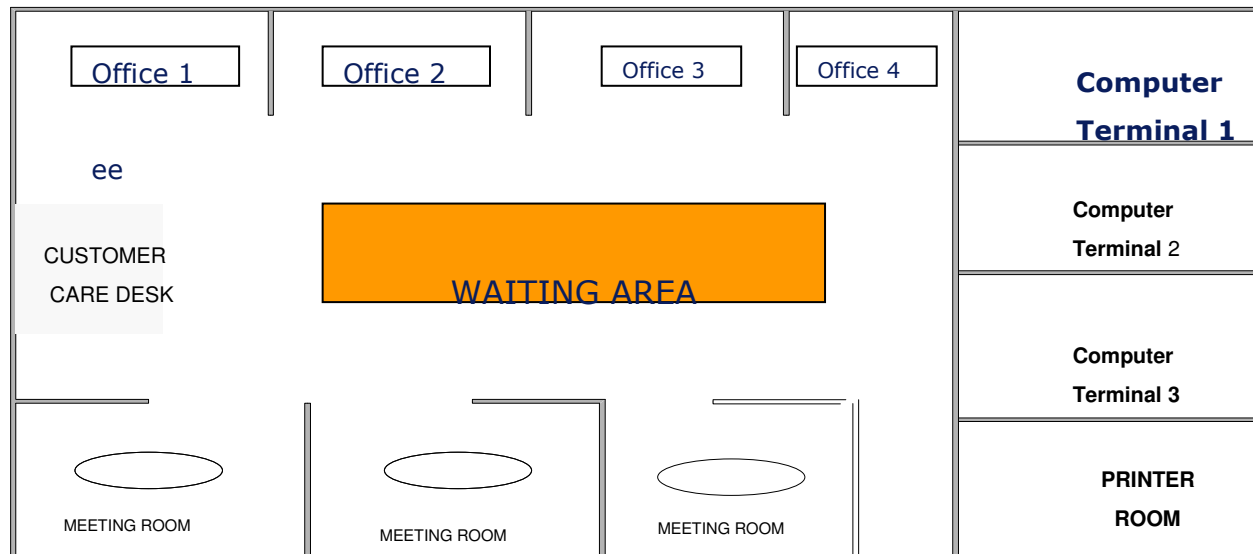 Office 1
Office 2
Office 3
Office 4
Computer
Terminal 1
ee
CUSTOMER
CARE DESK
WAITING AREA
Computer
Terminal 2
Computer
Terminal 3
MEETING ROOM
MEETING ROOM
MEETING ROOM
PRINTER
ROOM